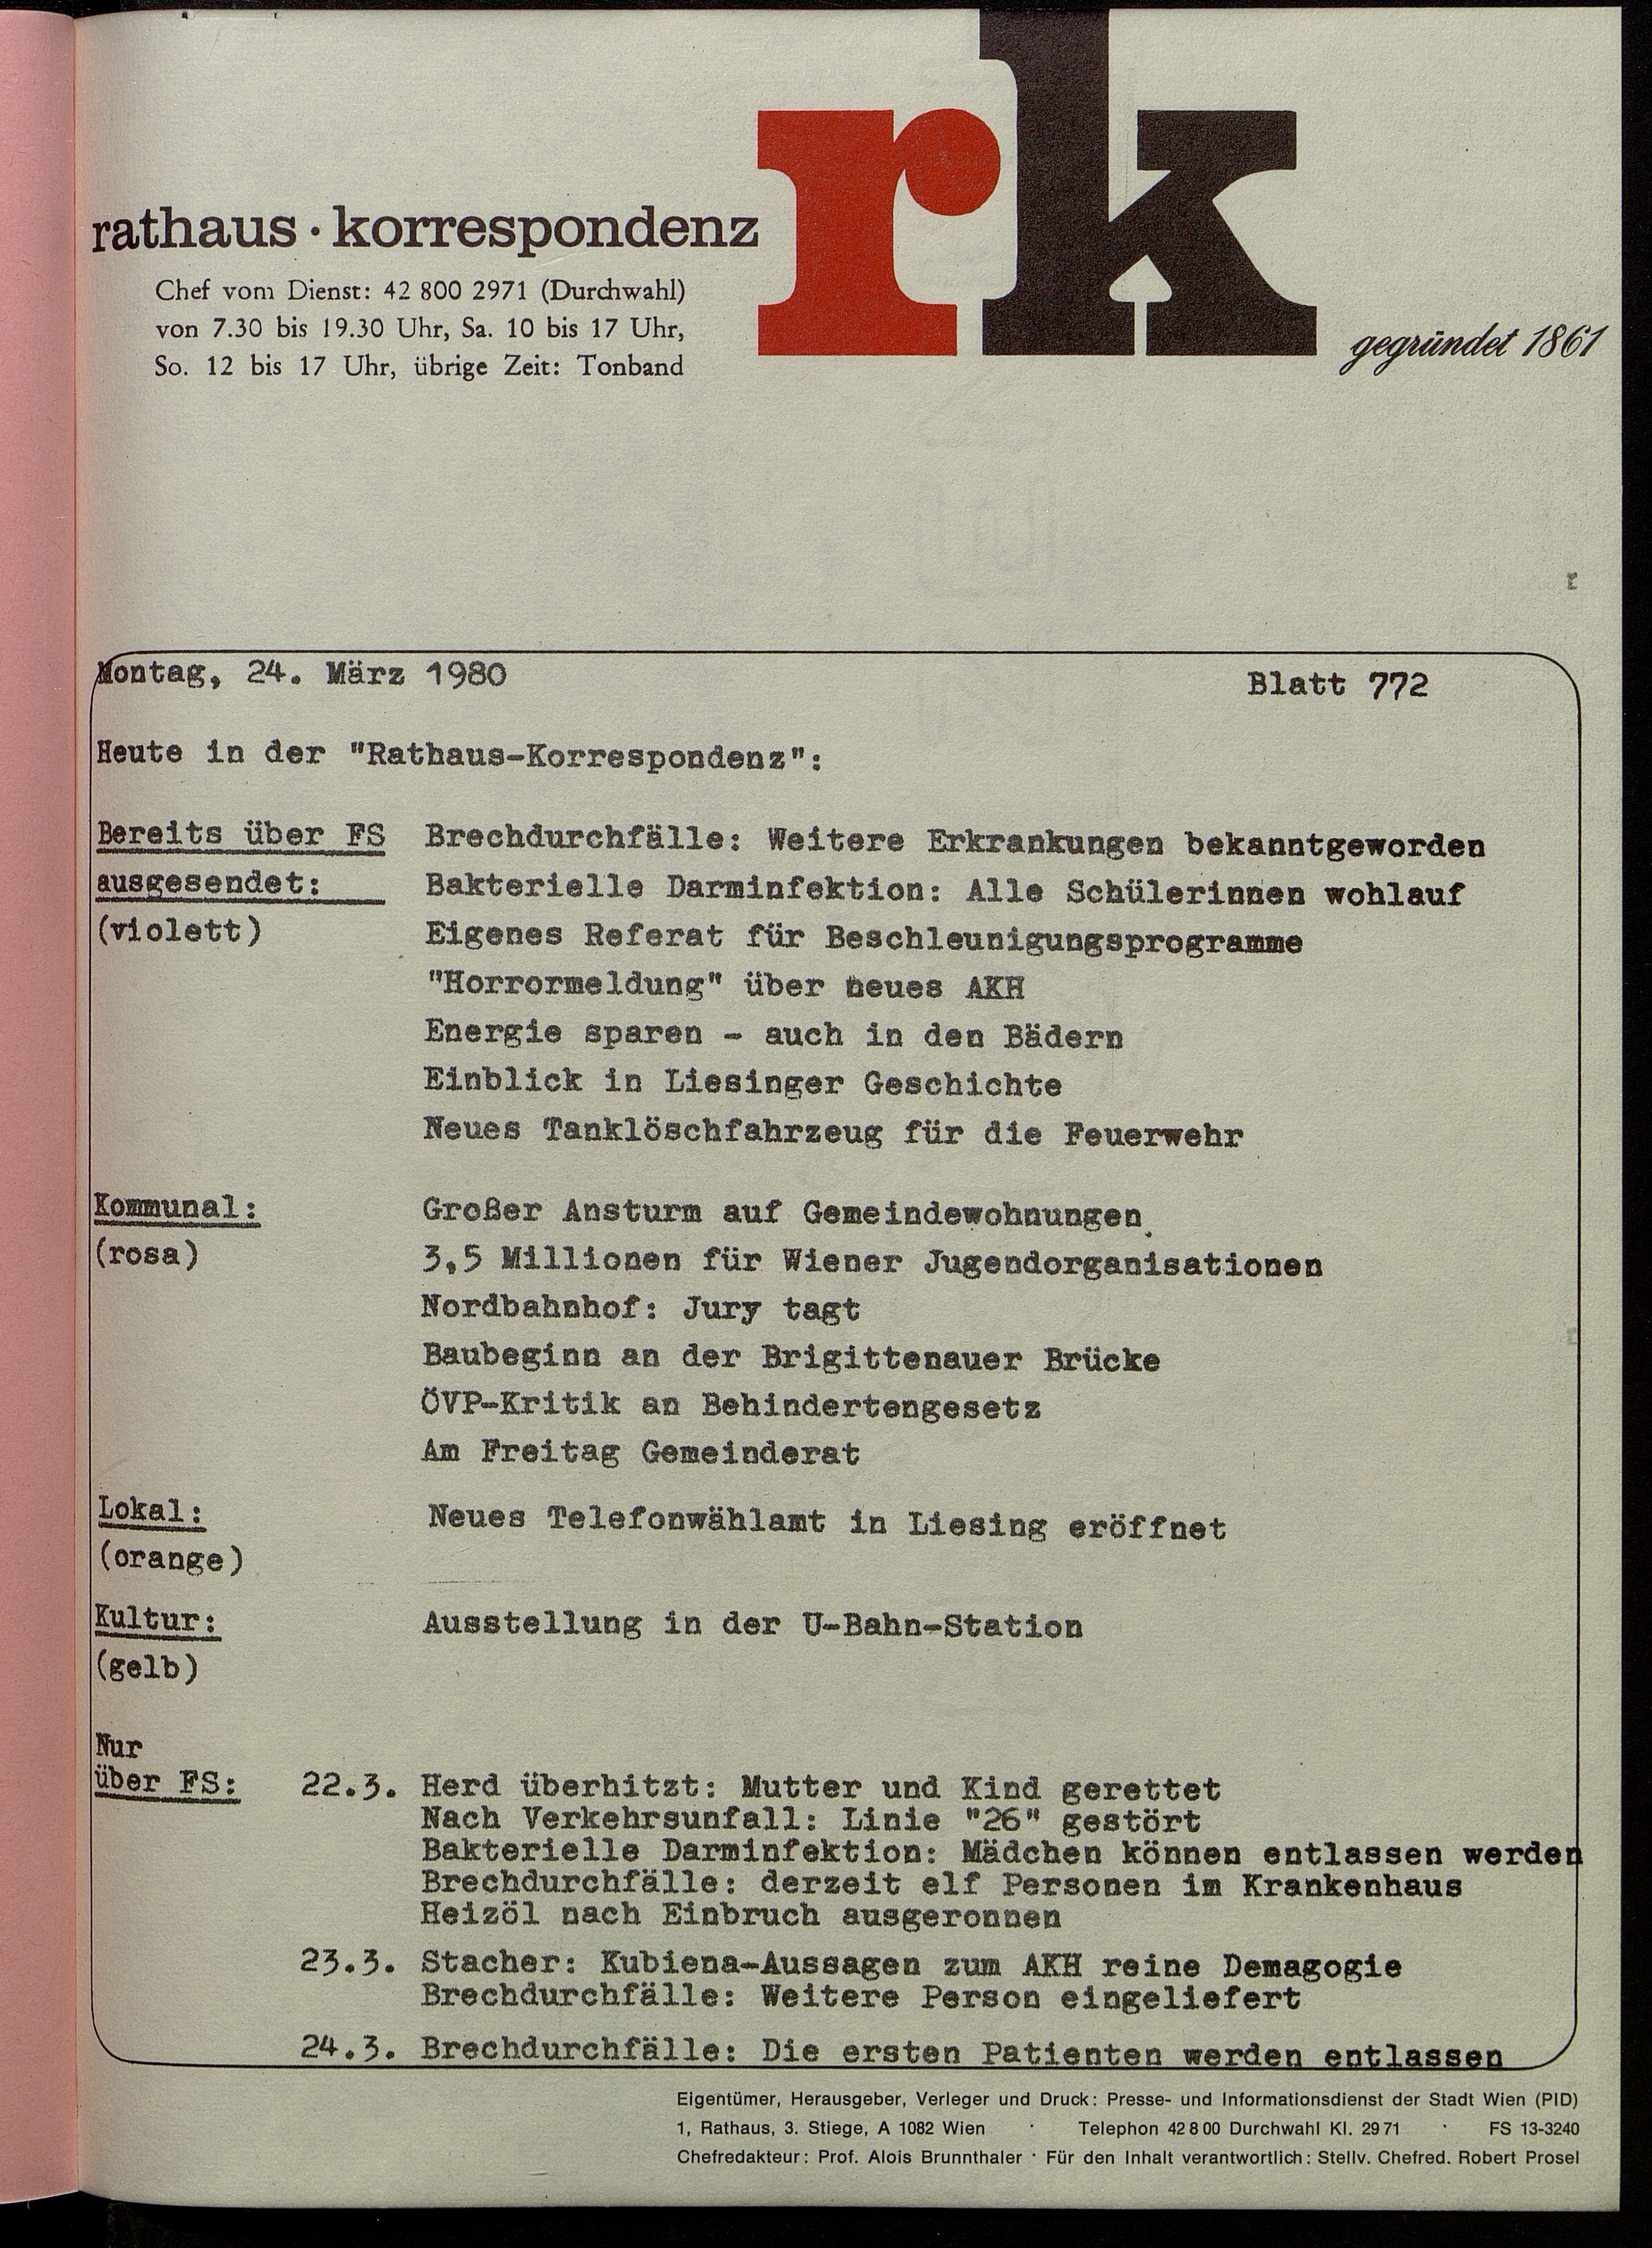 rk
rathaus · korrespondenz
Chef vom Dienst: 42 800 2971 (Durchwahl)
von 7.30 bis 19.30 Uhr, Sa. 10 bis 17 Uhr,
So. 12 bis 17 Uhr, übrige Zeit: Tonband
gegründet 1861
r
Montag, 24. März 1980 Blatt 772
Heute in der "Rathaus-Korrespondenz":
Bereits über FS Brechdurchfälle: Weitere Erkrankungen bekanntgeworden
ausgesendet: Bakterielle Darminfektion: Alle Schülerinnen wohlauf
(violett) Eigenes Referat für Beschleunigungsprogramme
"Horrormeldung" über neues AKH
Energie sparen - auch in den Bädern
Einblick in Liesinger Geschichte
Neues Tanklöschfahrzeug für die Feuerwehr
Kommunal: Großer Ansturm auf Gemeindewohnungen
(rosa) 3,5 Millionen für Wiener Jugendorganisationen
Nordbahnhof: Jury tagt
Baubeginn an der Brigittenauer Brücke
ÖVP-Kritik an Behindertengesetz
Am Freitag Gemeinderat
Lokal: Neues Telefonwählamt in Liesing eröffnet
(orange)
Kultur: Ausstellung in der U-Bahn-Station
(gelb)
Nur
über FS: 22.3. Herd überhitzt: Mutter und Kind gerettet
Nach Verkehrsunfall: Linie "26" gestört
Bakterielle Darminfektion: Mädchen können entlassen werden
Brechdurchfälle: derzeit elf Personen im Krankenhaus
Heizöl nach Einbruch ausgeronnen
23.3. Stacher: Kubiena-Aussagen zum AKH reine Demagogie
Brechdurchfälle: Weitere Person eingeliefert
24.3. Brechdurchfälle: Die ersten Patienten werden entlassen
Eigentümer, Herausgeber, Verleger und Druck: Presse- und Informationsdienst der Stadt Wien (PID)
1, Rathaus, 3. Stiege, A 1082 Wien · Telephon 42 8 00 Durchwahl Kl. 29 71 · FS 13-3240
Chefredakteur: Prof. Alois Brunnthaler · Für den Inhalt verantwortlich: Stellv. Chefred. Robert Prosel